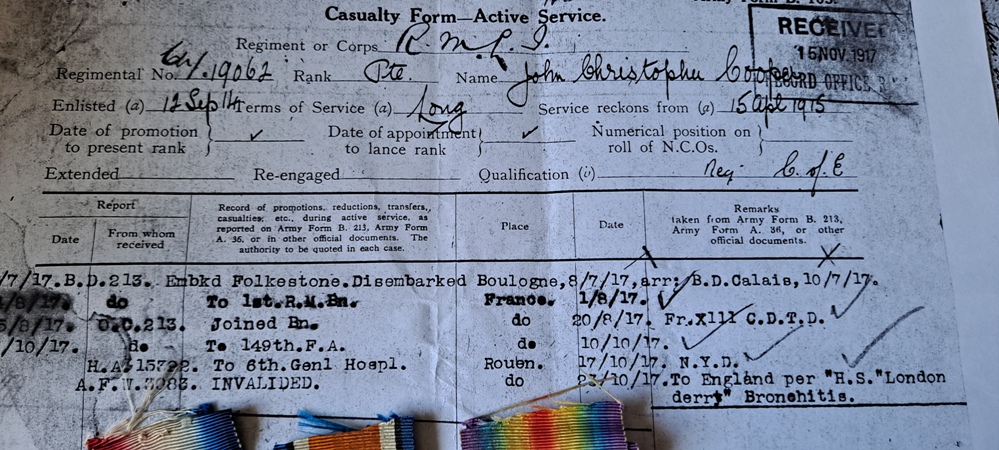 Casualty Form—Active Service.
RECEIVED
15 NOV 1917
RECORD OFFICE
Regiment or Corps R.M.L.I.
Regimental No. 19062 Rank Pte. Name John Christopher Cooper
Enlisted (a) 12 Sep 14 Terms of Service (a) Long Service reckons from (a) 15 Apl 1915
Date of promotion to present rank
Date of appointment to lance rank
Numerical position on roll of N.C.Os.
Extended Re-engaged Qualification (b) Reg C. of E
Report
Date
From whom received
Record of promotions, reductions, transfers,
casualties, etc., during active service, as
reported on Army Form B. 213, Army Form
A. 36, or in other official documents. The
authority to be quoted in each case.
Place
Date
Remarks
taken from Army Form B. 213,
Army Form A. 36, or other
official documents.
/7/17. B.D.213. Embkd Folkestone. Disembarked Boulogne, 8/7/17, arr; B.D.Calais, 10/7/17.
/8/17. do To 1st.R.M.Bn. France. 1/8/17.
/8/17. O.C.213. Joined Bn. do 20/8/17. Fr.X111 C.D.T.D.
/10/17. do To 149th.F.A. do 10/10/17.
To 6th.Genl Hospl. Rouen. 17/10/17. N.Y.D.
INVALIDED. do /10/17. To England per "H.S."London
derry" Bronchitis.